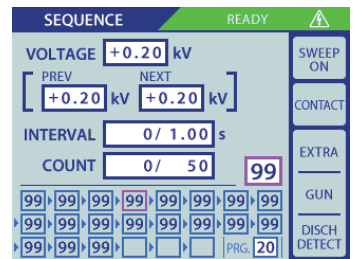 SEQUENCE READY
VOLTAGE +0.20 kV
PREV NEXT
+0.20 kV +0.20 kV
INTERVAL 0/ 1.00 s
COUNT 0/ 50
99
99 99 99 99 99 99 99 99
99 99 99 99 99 99 99 99
99 99 99
PRG. 20
SWEEP
ON
CONTACT
EXTRA
GUN
DISCH
DETECT